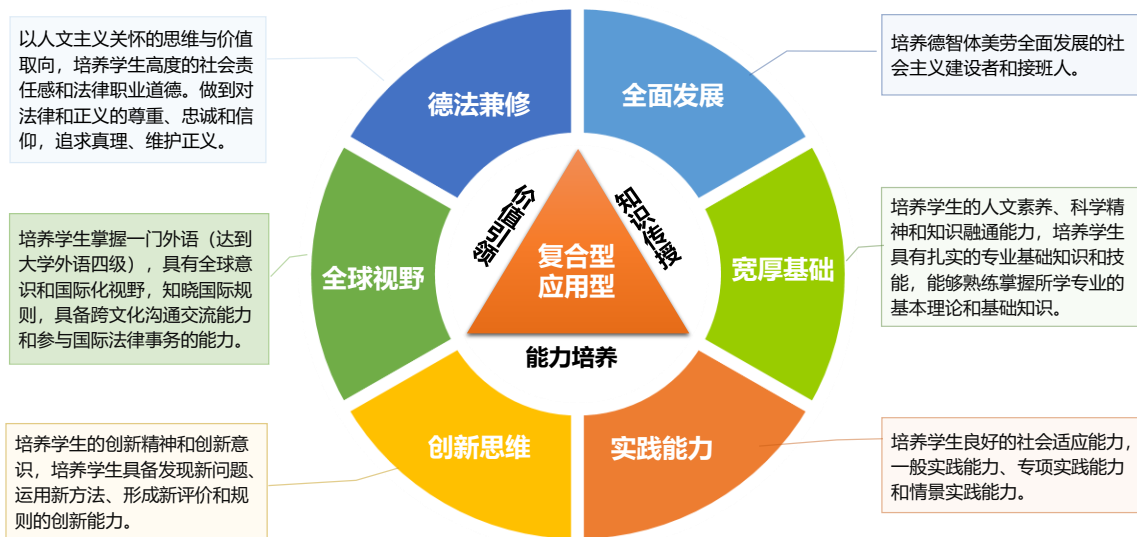 以人文主义关怀的思维与价值
取向，培养学生高度的社会责
任感和法律职业道德。做到对
法律和正义的尊重、忠诚和信
仰，追求真理、维护正义。
德法兼修
全面发展
培养德智体美劳全面发展的社
会主义建设者和接班人。
培养学生掌握一门外语（达到
大学外语四级），具有全球意
识和国际化视野，知晓国际规
则，具备跨文化沟通交流能力
和参与国际法律事务的能力。
全球视野
价值引领
复合型
应用型
知识传授
能力培养
宽厚基础
培养学生的人文素养、科学精
神和知识融通能力，培养学生
具有扎实的专业基础知识和技
能，能够熟练掌握所学专业的
基本理论和基础知识。
培养学生的创新精神和创新意
识，培养学生具备发现新问题、
运用新方法、形成新评价和规
则的创新能力。
创新思维
实践能力
培养学生良好的社会适应能力，
一般实践能力、专项实践能力
和情景实践能力。